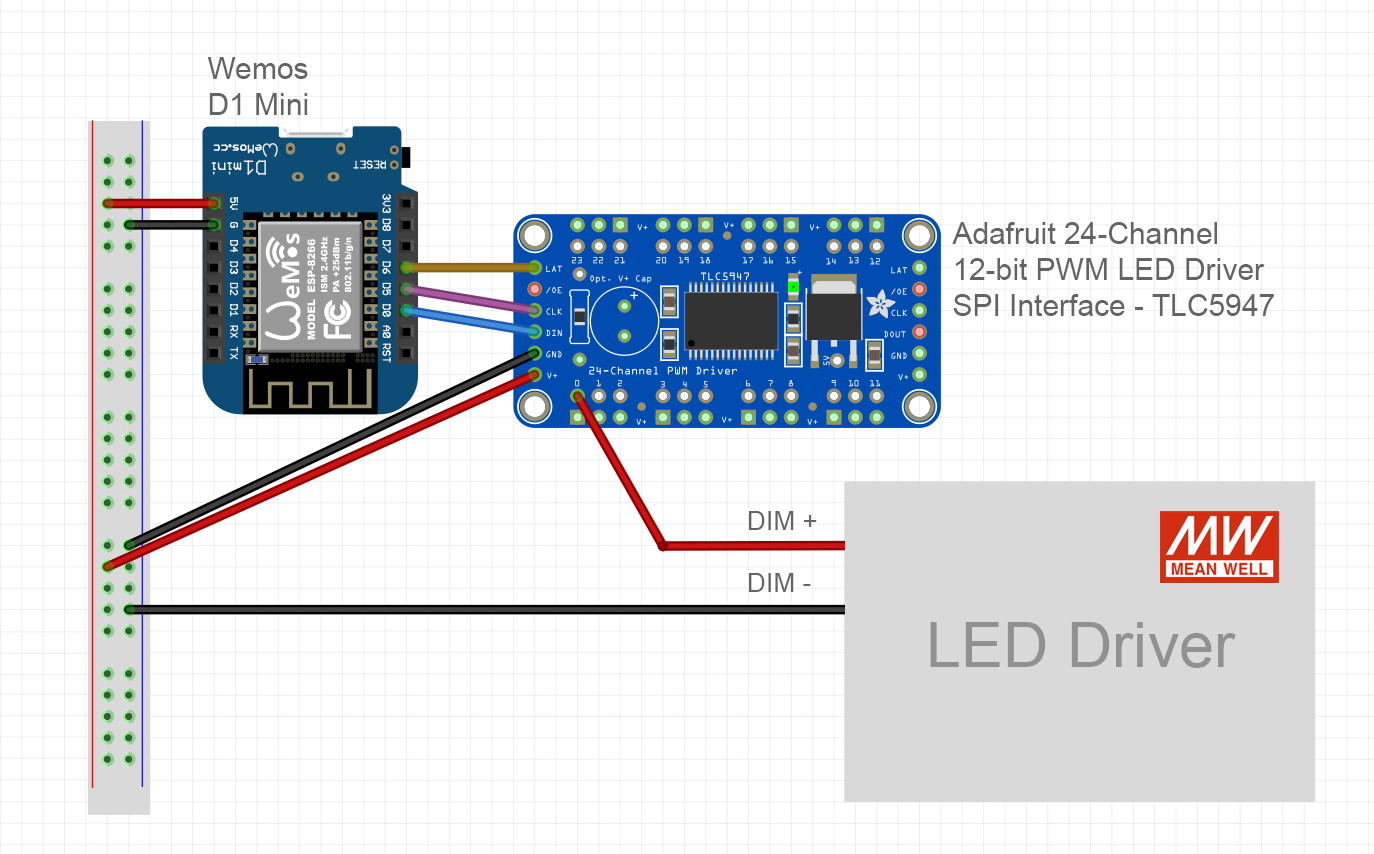 Wemos
D1 Mini
WeMos.cc
D1mini
RESET
5V
G
D4
D3
D2
D1
RX
TX
3V3
D8
D7
D6
D5
D0
A0
RST
WeMos
MODEL ESP-8266
ISM 2.4GHz
PA +25dBm
802.11b/g/n
FC
23 22 21 V+ 20 19 18 V+ 17 16 15 V+ 14 13 12
LAT
/OE
CLK
DIN
GND
V+
Opt. V+ Cap
+
TLC5947
+
5V
24-Channel PWM Driver
LAT
/OE
CLK
DOUT
GND
V+
0 1 2 3 4 5 6 7 8 9 10 11
V+ V+ V+
Adafruit 24-Channel
12-bit PWM LED Driver
SPI Interface - TLC5947
DIM +
DIM -
MW
MEAN WELL
LED Driver